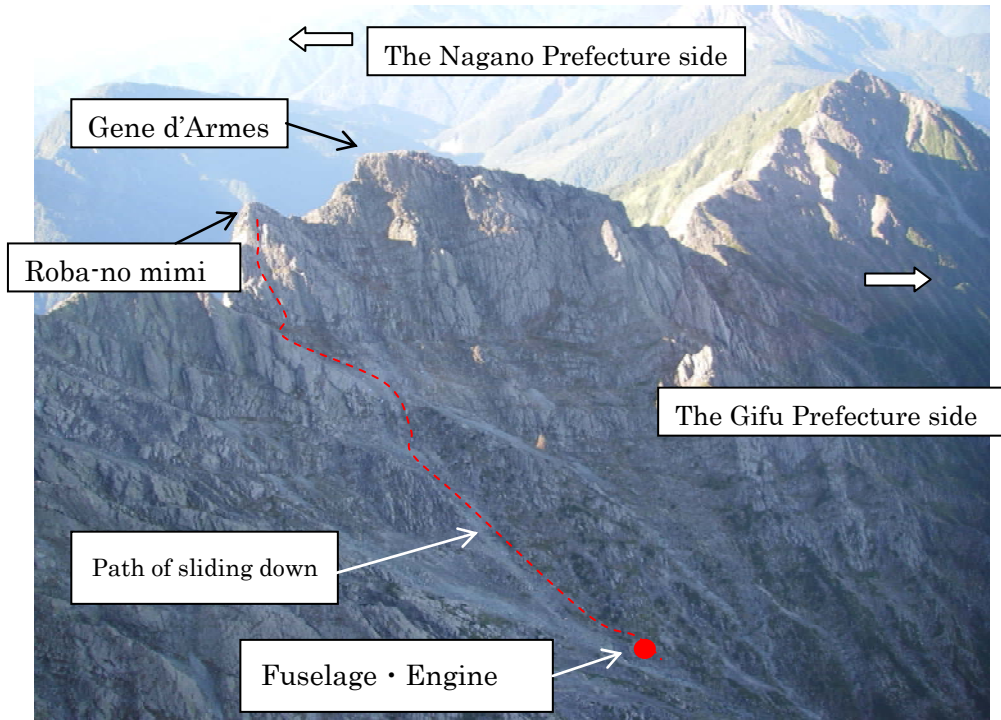 The Nagano Prefecture side
Gene d'Armes
Roba-no mimi
The Gifu Prefecture side
Path of sliding down
Fuselage・Engine